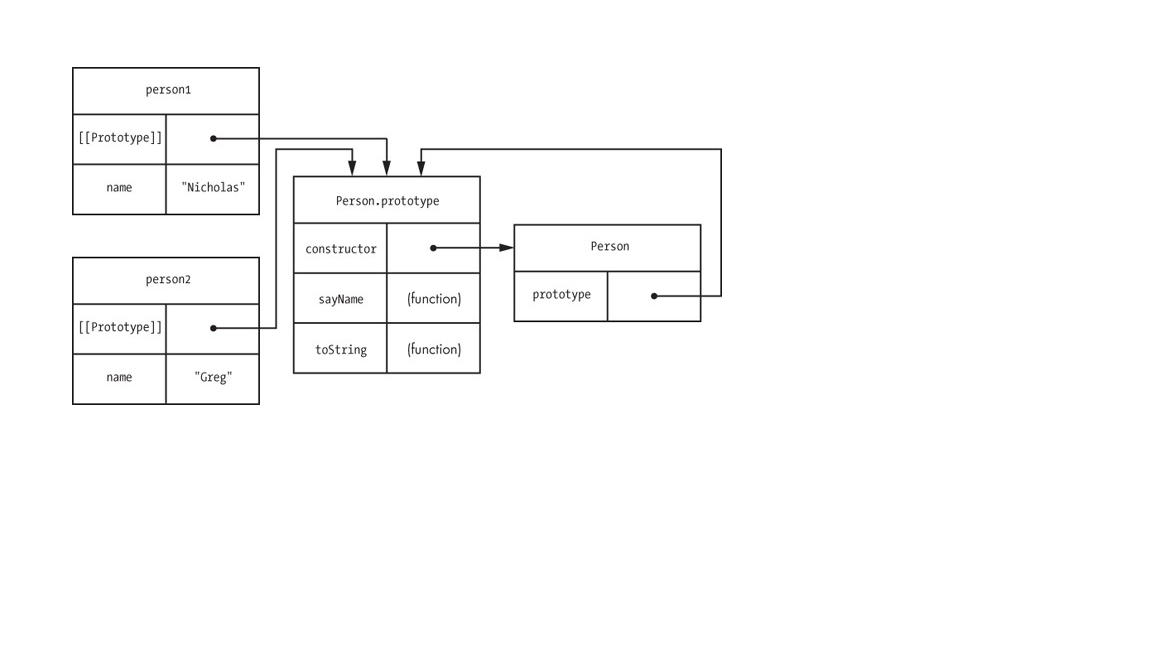 person1
[[Prototype]]
name "Nicholas"
person2
[[Prototype]]
name "Greg"
Person.prototype
constructor
sayName (function)
toString (function)
Person
prototype